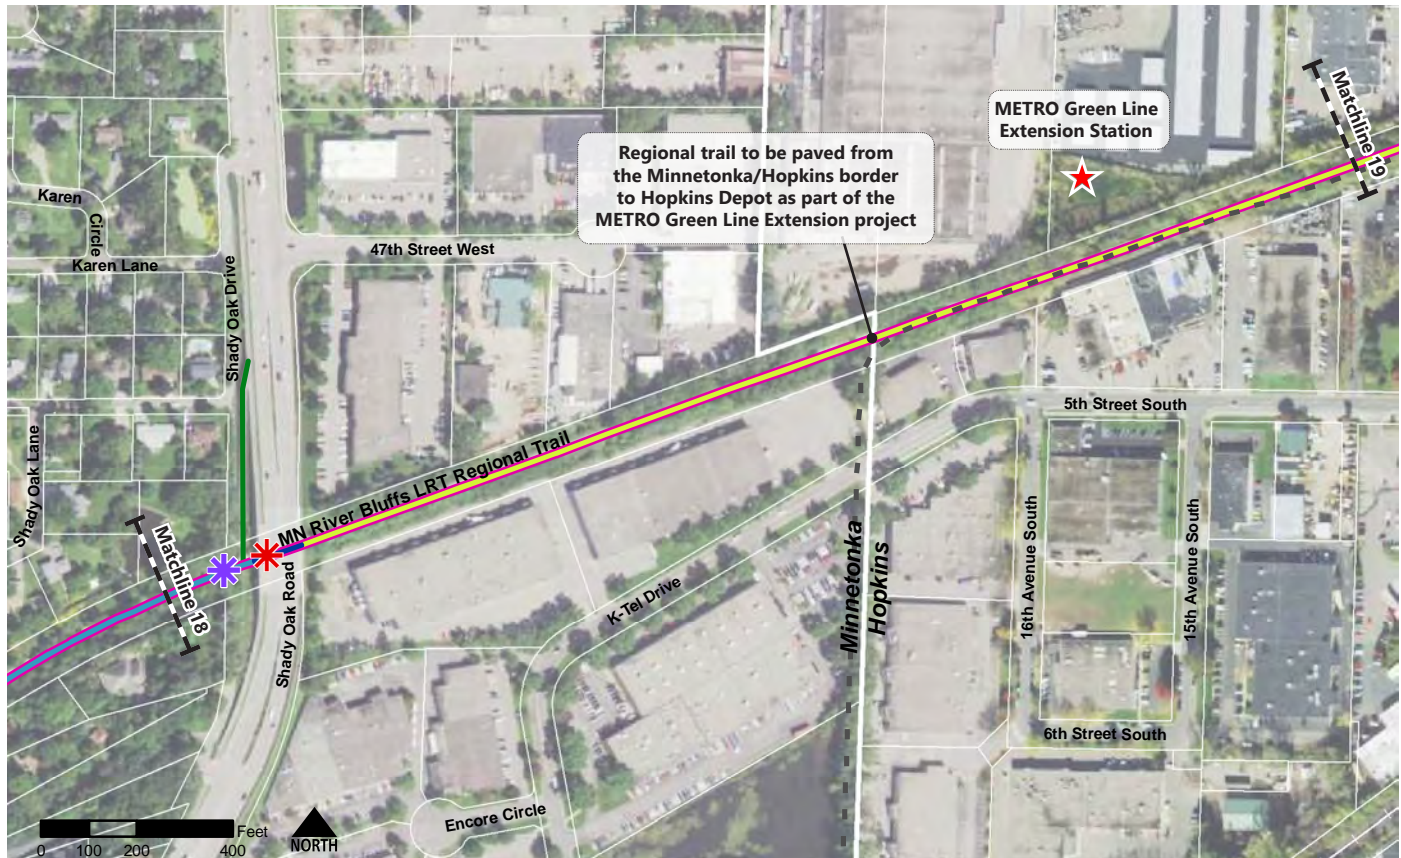 METRO Green Line
Extension Station
Matchline 19
Regional trail to be paved from
the Minnetonka/Hopkins border
to Hopkins Depot as part of the
METRO Green Line Extension project
Karen
Circle
Karen Lane
47th Street West
Shady Oak Drive
5th Street South
Shady Oak Lane
MN River Bluffs LRT Regional Trail
Matchline 18
Shady Oak Road
K-Tel Drive
Minnetonka
Hopkins
16th Avenue South
15th Avenue South
6th Street South
Encore Circle
Feet
0 100 200 400
NORTH